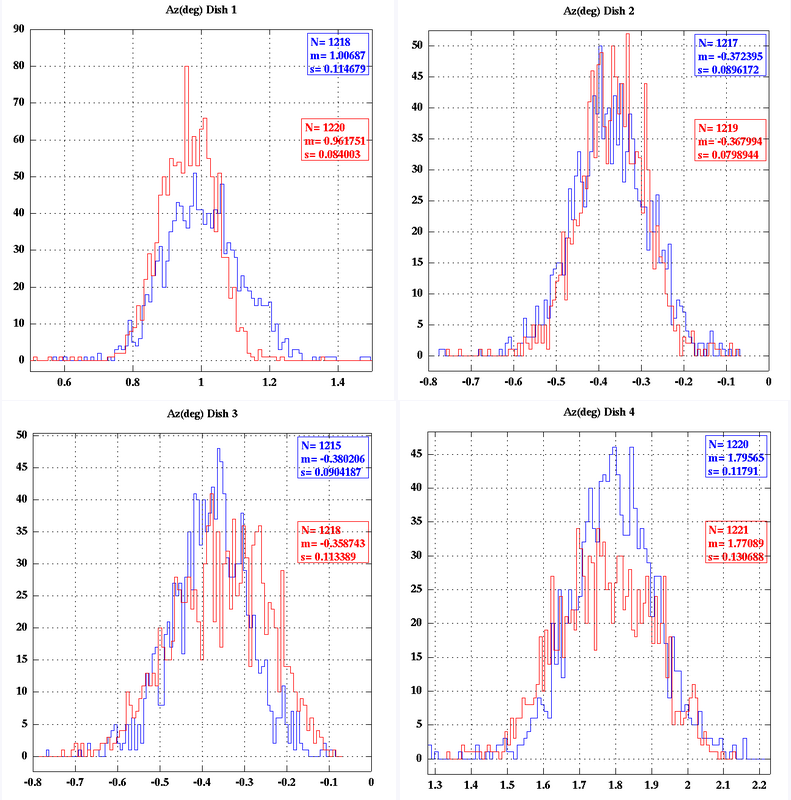 Az(deg) Dish 1
N= 1218
m= 1.00687
s= 0.114679
N= 1220
m= 0.961751
s= 0.084003
90
80
70
60
50
40
30
20
10
0
0.6 0.8 1 1.2 1.4
Az(deg) Dish 2
N= 1217
m= -0.372395
s= 0.0896172
N= 1219
m= -0.367994
s= 0.0798944
50
45
40
35
30
25
20
15
10
5
0
-0.8 -0.7 -0.6 -0.5 -0.4 -0.3 -0.2 -0.1 0
Az(deg) Dish 3
N= 1215
m= -0.380206
s= 0.0904187
N= 1218
m= -0.358743
s= 0.113389
50
45
40
35
30
25
20
15
10
5
0
-0.8 -0.7 -0.6 -0.5 -0.4 -0.3 -0.2 -0.1 0
Az(deg) Dish 4
N= 1220
m= 1.79565
s= 0.11791
N= 1221
m= 1.77089
s= 0.130688
45
40
35
30
25
20
15
10
5
0
1.3 1.4 1.5 1.6 1.7 1.8 1.9 2 2.1 2.2